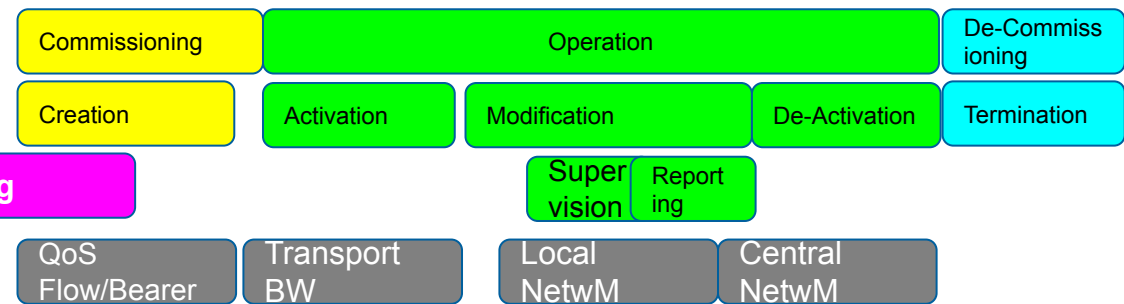 Commissioning
Operation
De-Commiss
ioning
Creation
Activation
Modification
De-Activation
Termination
g
Super
vision
Report
ing
QoS
Flow/Bearer
Transport
BW
Local
NetwM
Central
NetwM